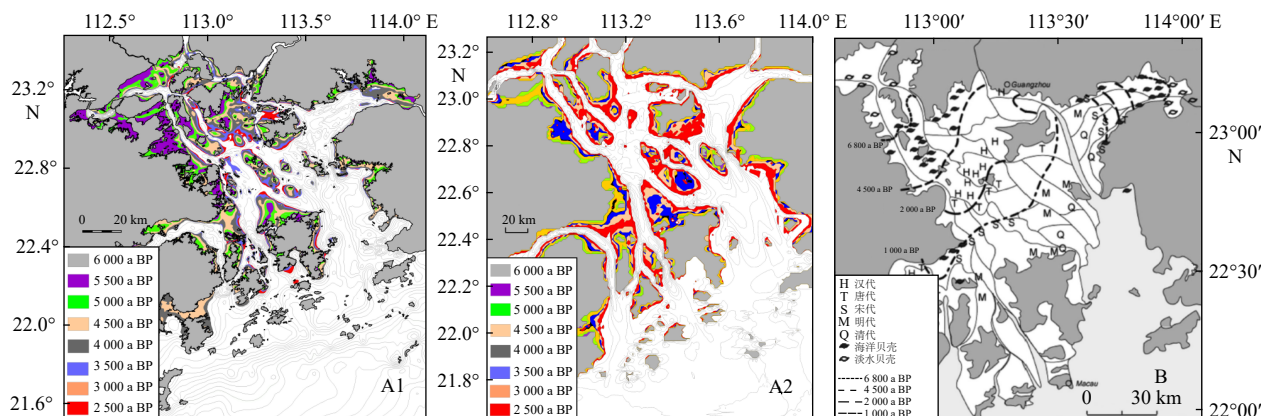 112.5° 113.0° 113.5° 114.0° E
23.2°
N
22.8°
22.4°
22.0°
21.6°
0 20 km
6 000 a BP
5 500 a BP
5 000 a BP
4 500 a BP
4 000 a BP
3 500 a BP
3 000 a BP
2 500 a BP
A1
112.8° 113.2° 113.6° 114.0 E
23.2°
N
23.0°
22.8°
22.6°
22.4°
22.2°
22.0°
21.8°
20 km
6 000 a BP
5 500 a BP
5 000 a BP
4 500 a BP
4 000 a BP
3 500 a BP
3 000 a BP
2 500 a BP
A2
113°00′ 113°30′ 114°00′ E
23°00′
N
22°30′
22°00′
Guangzhou
6 800 a BP
4 500 a BP
2 000 a BP
1 000 a BP
H
M
S
Q
S
S
M
Q
T
H
H
H
H
H
T
H
H
T
H
T
T
T
M
M
M
Q
S
S
S
S
S
S
T
Q
Q
M
M
M
M
Macau
H 汉代
T 唐代
S 宋代
M 明代
Q 清代
海洋贝壳
淡水贝壳
6 800 a BP
4 500 a BP
2 000 a BP
1 000 a BP
B
0 30 km